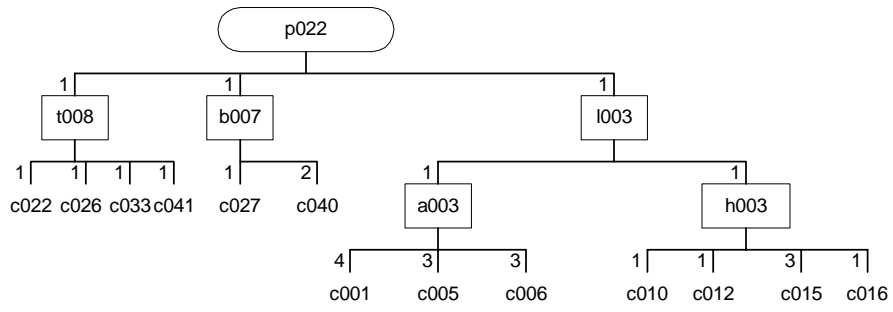 p022
1 1 1
t008 b007 l003
1 1 1 1 1 2 1 1
c022 c026 c033 c041 c027 c040 a003 h003
4 3 3 1 1 3 1
c001 c005 c006 c010 c012 c015 c016